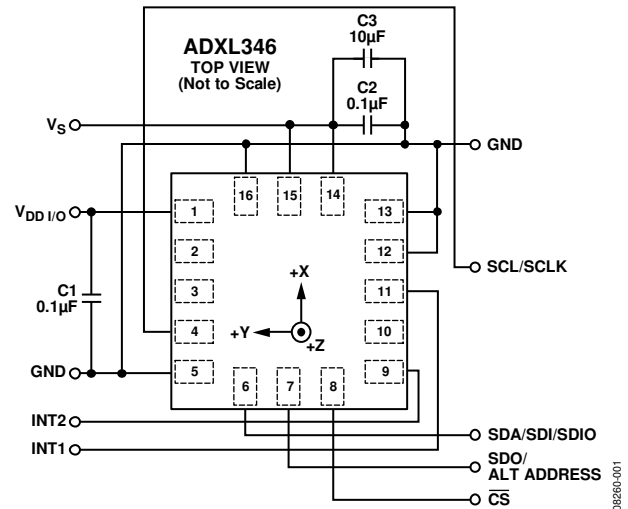 ADXL346
TOP VIEW
(Not to Scale)
C3
10µF
C2
0.1µF
VS
GND
16
15
14
VDD I/O
1
13
2
12
SCL/SCLK
C1
0.1µF
3
+X
11
4
+Y
+Z
10
GND
5
9
6
7
8
INT2
INT1
SDA/SDI/SDIO
SDO/
ALT ADDRESS
C̅S̅
08260-001